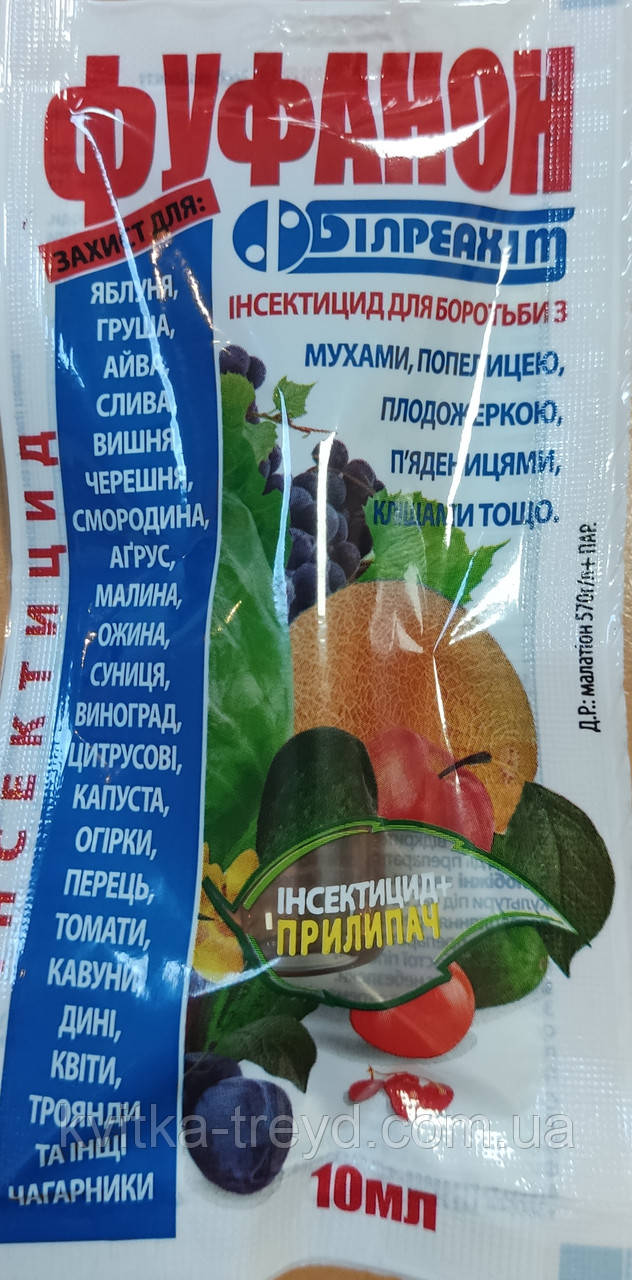 ФУФАНОН
БІЛРЕАХІМ
ЗАХИСТ ДЛЯ:
ЯБЛУНЯ,
ГРУША,
АЙВА,
СЛИВА,
ВИШНЯ,
ЧЕРЕШНЯ,
СМОРОДИНА,
АҐРУС,
МАЛИНА,
ОЖИНА,
СУНИЦЯ,
ВИНОГРАД,
ЦИТРУСОВІ,
КАПУСТА,
ОГІРКИ,
ПЕРЕЦЬ,
ТОМАТИ,
КАВУНИ,
ДИНІ,
КВІТИ,
ТРОЯНДИ
ТА ІНЩІ
ЧАГАРНИКИ
ІНСЕКТИЦИД ДЛЯ БОРОТЬБИ З
МУХАМИ, ПОПЕЛИЦЕЮ,
ПЛОДОЖЕРКОЮ,
П'ЯДЕНИЦЯМИ,
КЛІЩАМИ ТОЩО.
ІНСЕКТИЦИД
Д.Р.: малатіон 570г/л+ ПАР.
ІНСЕКТИЦИД+
ПРИЛИПАЧ
kvitka-treyd.com.ua
10МЛ